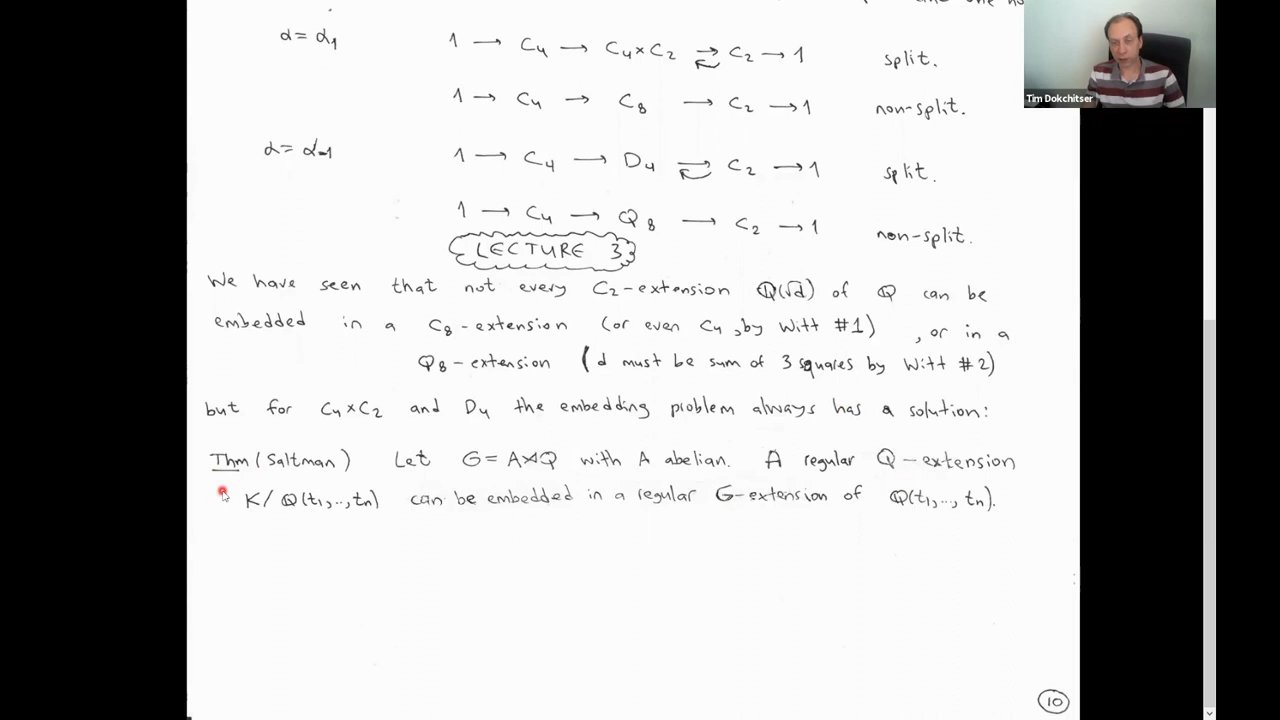 one no
α = α₁ 1 → C₄ → C₄×C₂ ⇄ C₂ → 1 split.
1 → C₄ → C₈ → C₂ → 1 non-split.
α = α₋₁ 1 → C₄ → D₄ ⇄ C₂ → 1 split.
1 → C₄ → Q₈ → C₂ → 1 non-split.
LECTURE 3
We have seen that not every C₂-extension ℚ(√d) of ℚ can be
embedded in a C₈-extension (or even C₄, by Witt #1) , or in a
Q₈-extension (d must be sum of 3 squares by Witt #2)
but for C₄×C₂ and D₄ the embedding problem always has a solution:
Thm (Saltman) Let G = A⋊Q with A abelian. A regular Q-extension
K/ℚ(t₁,..,tₙ) can be embedded in a regular G-extension of ℚ(t₁,..,tₙ).
10
Tim Dokchitser